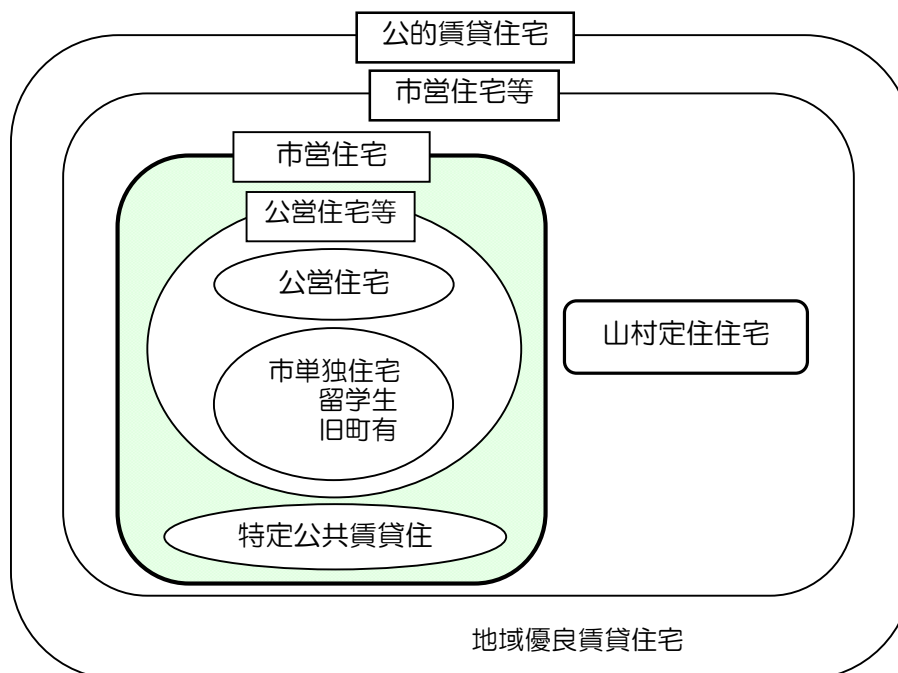 公的賃貸住宅
市営住宅等
市営住宅
公営住宅等
公営住宅
山村定住住宅
市単独住宅
留学生
旧町有
特定公共賃貸住
地域優良賃貸住宅